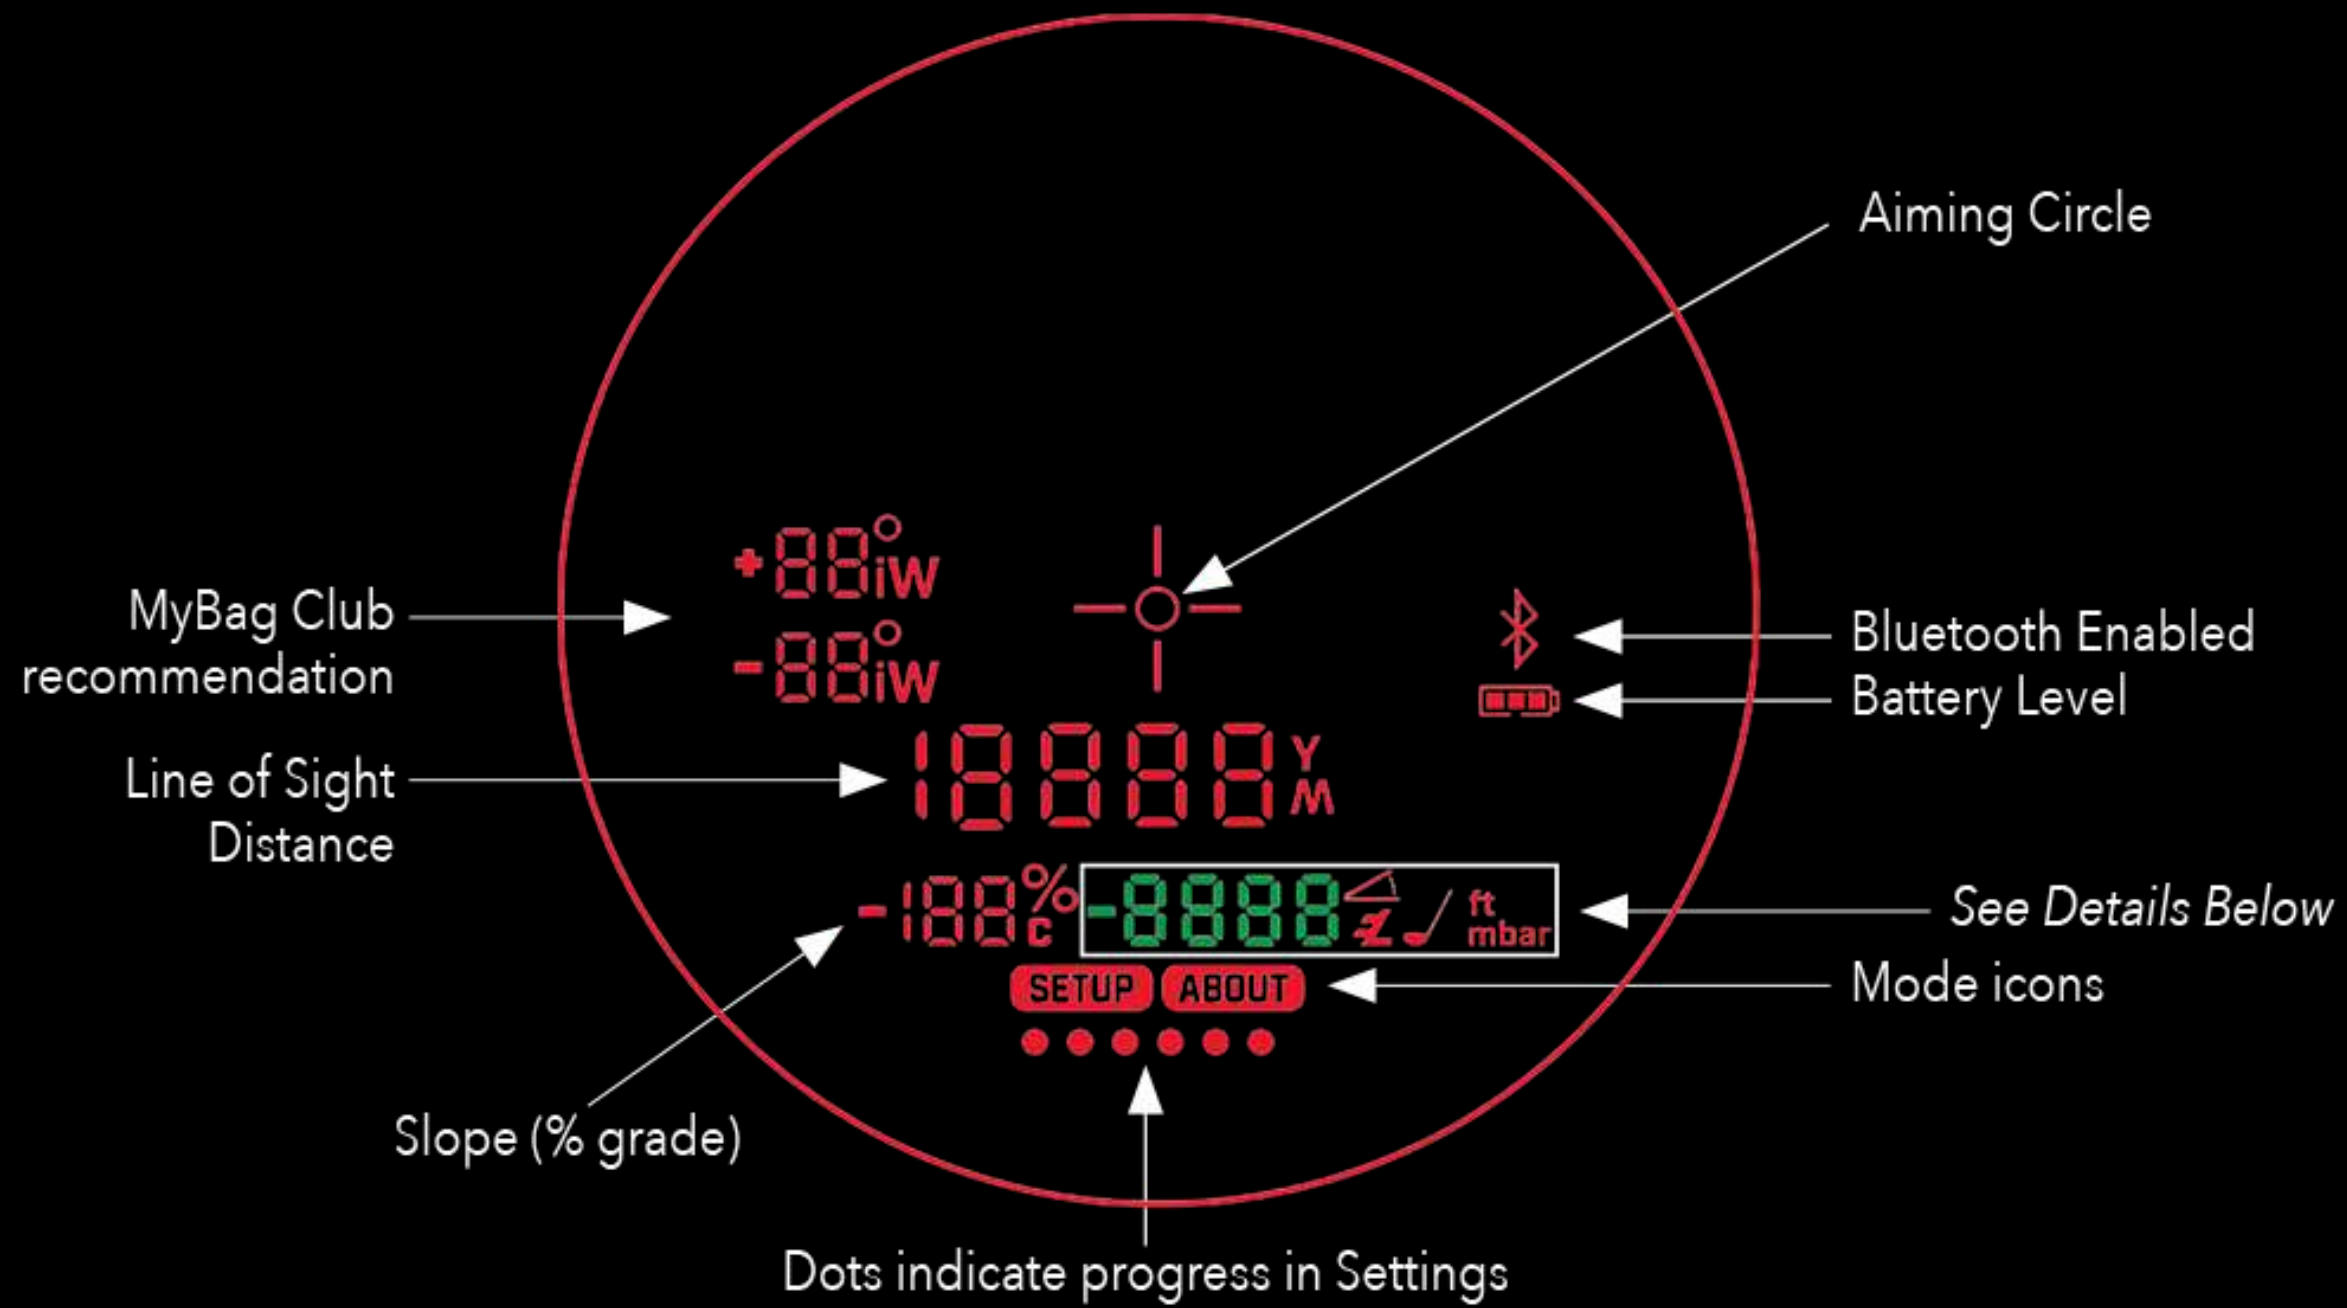 Aiming Circle
+88°iW
MyBag Club
recommendation
-88°iW
Bluetooth Enabled
Battery Level
Line of Sight
Distance
18888 Y
M
-188 %
C
-8888 ft
mbar
See Details Below
SETUP ABOUT
Mode icons
Slope (% grade)
Dots indicate progress in Settings